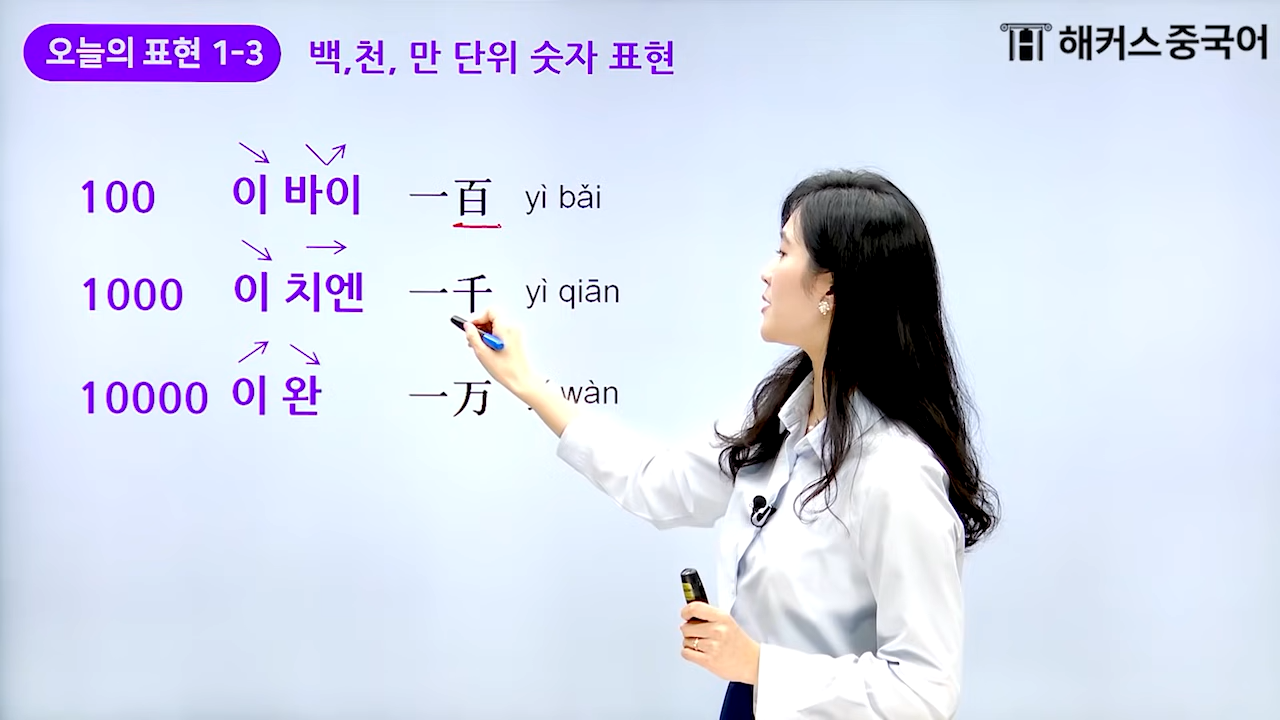 오늘의 표현 1-3
백,천, 만 단위 숫자 표현
해커스중국어
100 이 바이 一百 yì bǎi
1000 이 치엔 一千 yì qiān
10000 이 완 一万 wàn